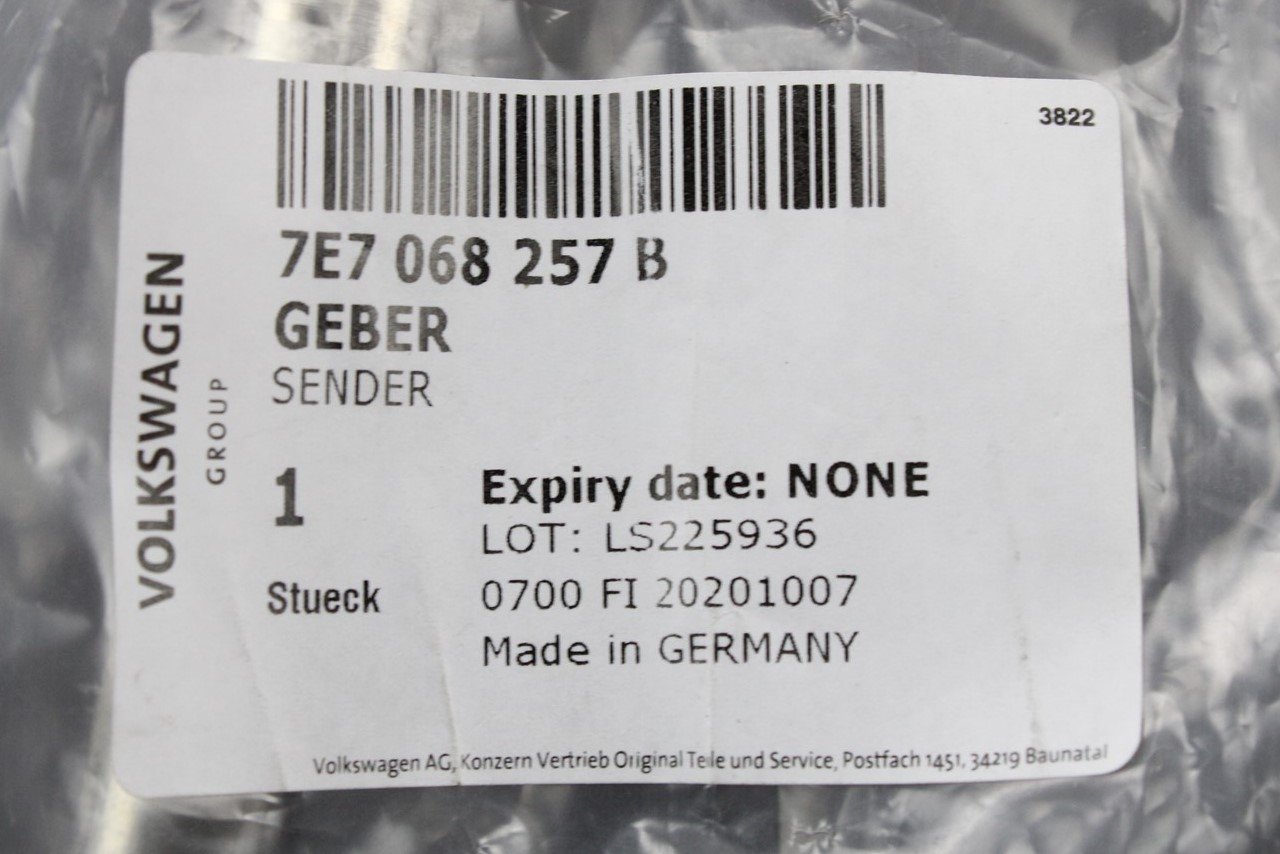 3822
7E7 068 257 B
GEBER
SENDER
VOLKSWAGEN
GROUP
1
Stueck
Expiry date: NONE
LOT: LS225936
0700 FI 20201007
Made in GERMANY
Volkswagen AG, Konzern Vertrieb Original Teile und Service, Postfach 1451, 34219 Baunatal